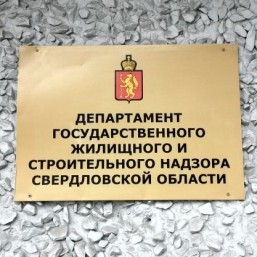 ДЕПАРТАМЕНТ
ГОСУДАРСТВЕННОГО
ЖИЛИЩНОГО И
СТРОИТЕЛЬНОГО НАДЗОРА
СВЕРДЛОВСКОЙ ОБЛАСТИ